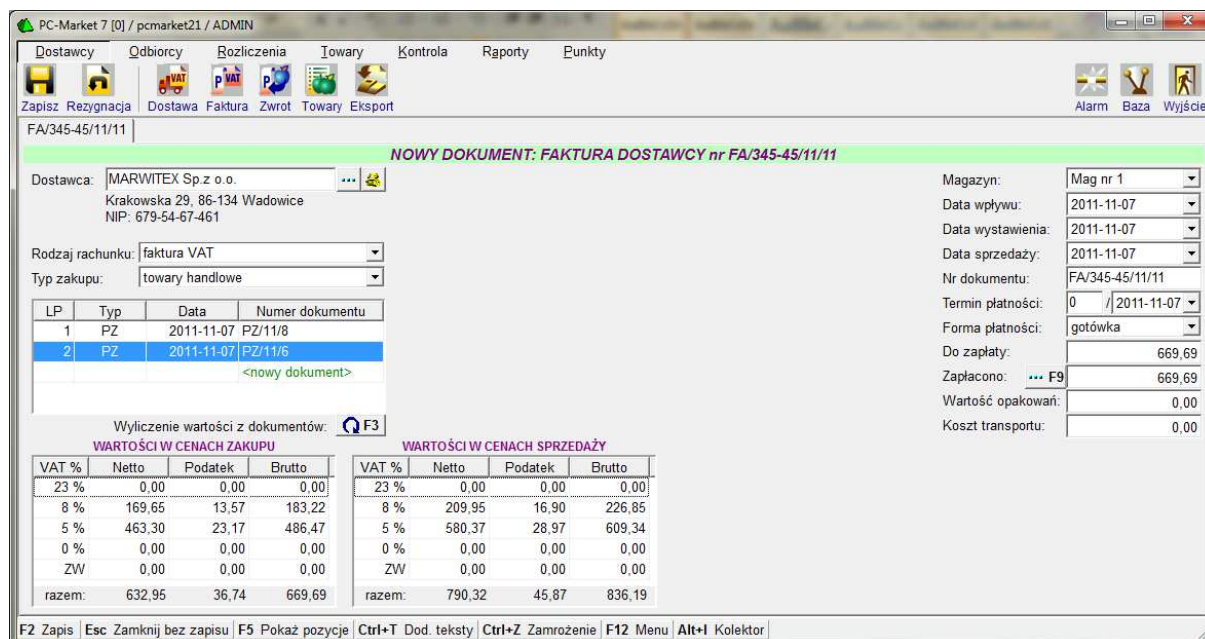 PC-Market 7 [0] / pcmarket21 / ADMIN
Dostawcy Odbiorcy Rozliczenia Towary Kontrola Raporty Punkty
VAT P VAT P
Zapisz Rezygnacja Dostawa Faktura Zwrot Towary Eksport Alarm Baza Wyjście
FA/345-45/11/11
NOWY DOKUMENT: FAKTURA DOSTAWCY nr FA/345-45/11/11
Dostawca: MARWITEX Sp.z o.o. ...
Krakowska 29, 86-134 Wadowice
NIP: 679-54-67-461
Rodzaj rachunku: faktura VAT
Typ zakupu: towary handlowe
LP Typ Data Numer dokumentu
1 PZ 2011-11-07 PZ/11/8
2 PZ 2011-11-07 PZ/11/6
<nowy dokument>
Wyliczenie wartości z dokumentów: F3
Magazyn: Mag nr 1
Data wpływu: 2011-11-07
Data wystawienia: 2011-11-07
Data sprzedaży: 2011-11-07
Nr dokumentu: FA/345-45/11/11
Termin płatności: 0 / 2011-11-07
Forma płatności: gotówka
Do zapłaty: 669,69
Zapłacono: ... F9 669,69
Wartość opakowań: 0,00
Koszt transportu: 0,00
WARTOŚCI W CENACH ZAKUPU
VAT % Netto Podatek Brutto
23 % 0,00 0,00 0,00
8 % 169,65 13,57 183,22
5 % 463,30 23,17 486,47
0 % 0,00 0,00 0,00
ZW 0,00 0,00 0,00
razem: 632,95 36,74 669,69
WARTOŚCI W CENACH SPRZEDAŻY
VAT % Netto Podatek Brutto
23 % 0,00 0,00 0,00
8 % 209,95 16,90 226,85
5 % 580,37 28,97 609,34
0 % 0,00 0,00 0,00
ZW 0,00 0,00 0,00
razem: 790,32 45,87 836,19
F2 Zapis Esc Zamknij bez zapisu F5 Pokaż pozycje Ctrl+T Dod. teksty Ctrl+Z Zamrożenie F12 Menu Alt+I Kolektor